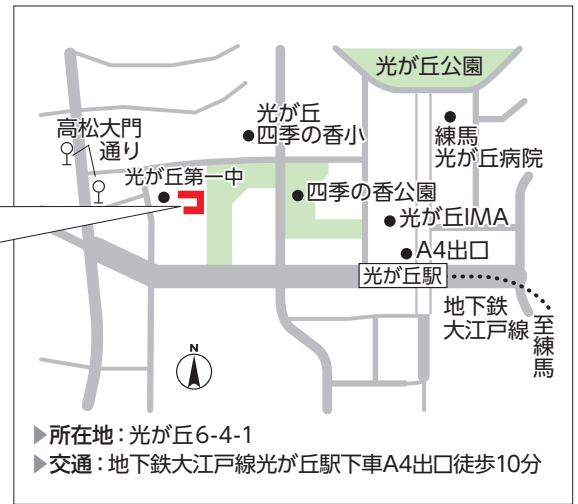 光が丘公園
光が丘
四季の香小
練馬
光が丘病院
高松大門
通り
光が丘第一中
四季の香公園
光が丘IMA
A4出口
光が丘駅
地下鉄
大江戸線
至練馬
N
▶所在地：光が丘6-4-1
▶交通：地下鉄大江戸線光が丘駅下車A4出口徒歩10分